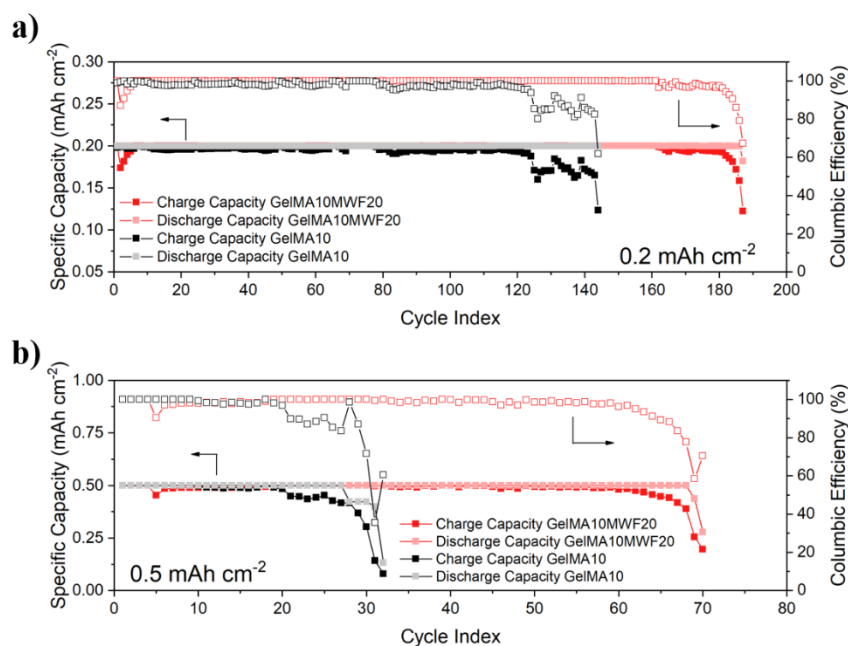 a)
0.30
0.25
0.20
0.15
0.10
0.05
Specific Capacity (mAh cm⁻²)
100
80
60
40
20
0
Columbic Efficiency (%)
Charge Capacity GelMA10MWF20
Discharge Capacity GelMA10MWF20
Charge Capacity GelMA10
Discharge Capacity GelMA10
0.2 mAh cm⁻²
0 20 40 60 80 100 120 140 160 180 200
Cycle Index
b)
1.00
0.75
0.50
0.25
0.00
Specific Capacity (mAh cm⁻²)
100
80
60
40
20
0
Columbic Efficiency (%)
Charge Capacity GelMA10MWF20
Discharge Capacity GelMA10MWF20
Charge Capacity GelMA10
Discharge Capacity GelMA10
0.5 mAh cm⁻²
0 10 20 30 40 50 60 70 80
Cycle Index